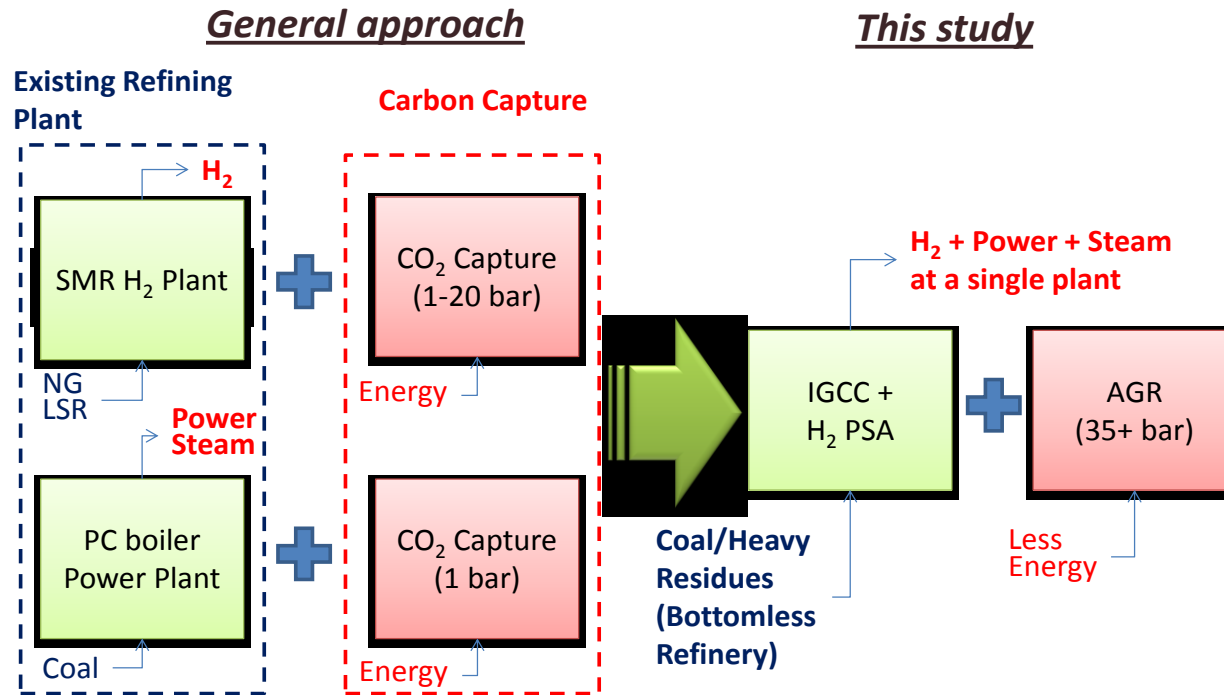 General approach
This study
Existing Refining
Plant
Carbon Capture
H₂
SMR H₂ Plant
CO₂ Capture
(1-20 bar)
NG
LSR
Energy
Power
Steam
PC boiler
Power Plant
CO₂ Capture
(1 bar)
Coal
Energy
H₂ + Power + Steam
at a single plant
IGCC +
H₂ PSA
AGR
(35+ bar)
Coal/Heavy
Residues
(Bottomless
Refinery)
Less
Energy